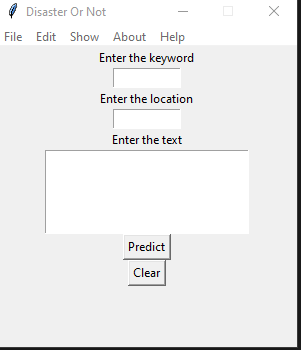 Disaster Or Not
File Edit Show About Help
Enter the keyword
Enter the location
Enter the text
Predict
Clear